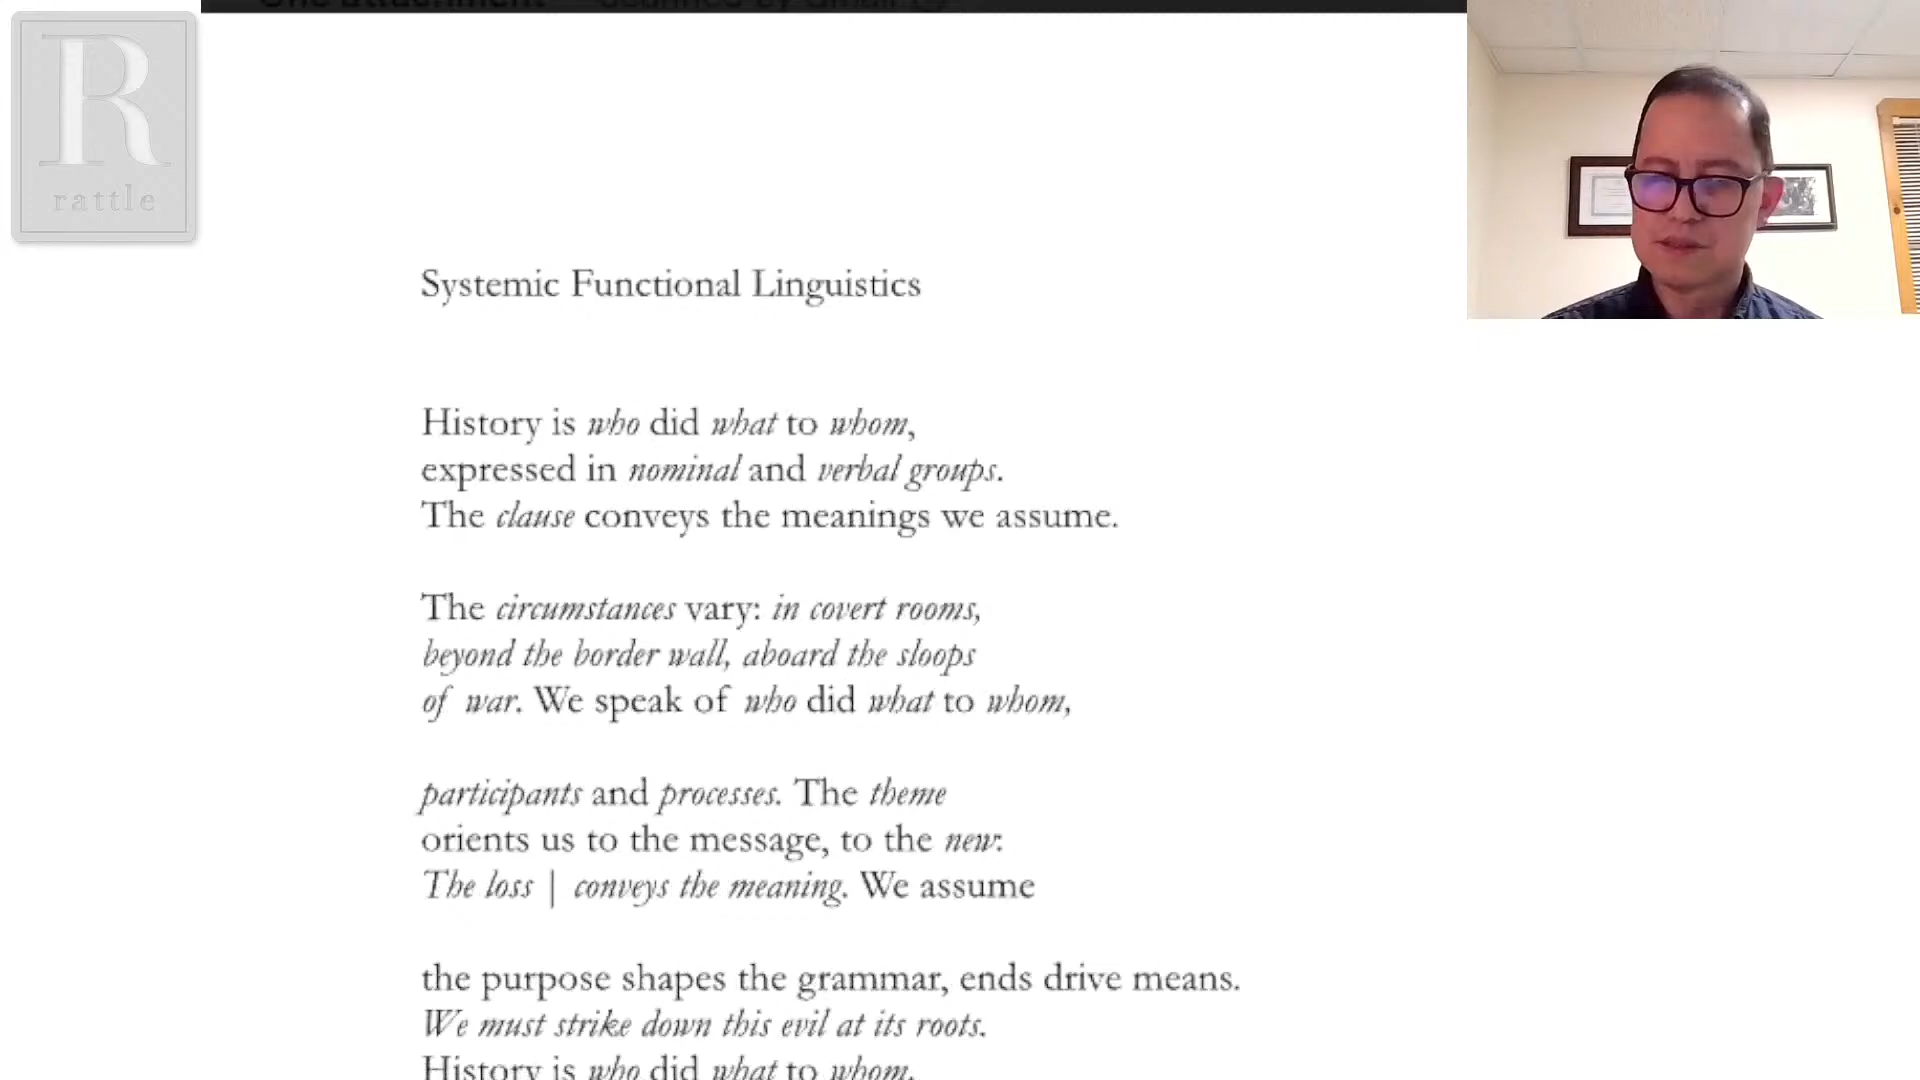 R
rattle
Systemic Functional Linguistics
History is who did what to whom,
expressed in nominal and verbal groups.
The clause conveys the meanings we assume.
The circumstances vary: in covert rooms,
beyond the border wall, aboard the sloops
of war. We speak of who did what to whom,
participants and processes. The theme
orients us to the message, to the new:
The loss | conveys the meaning. We assume
the purpose shapes the grammar, ends drive means.
We must strike down this evil at its roots.
History is who did what to whom,